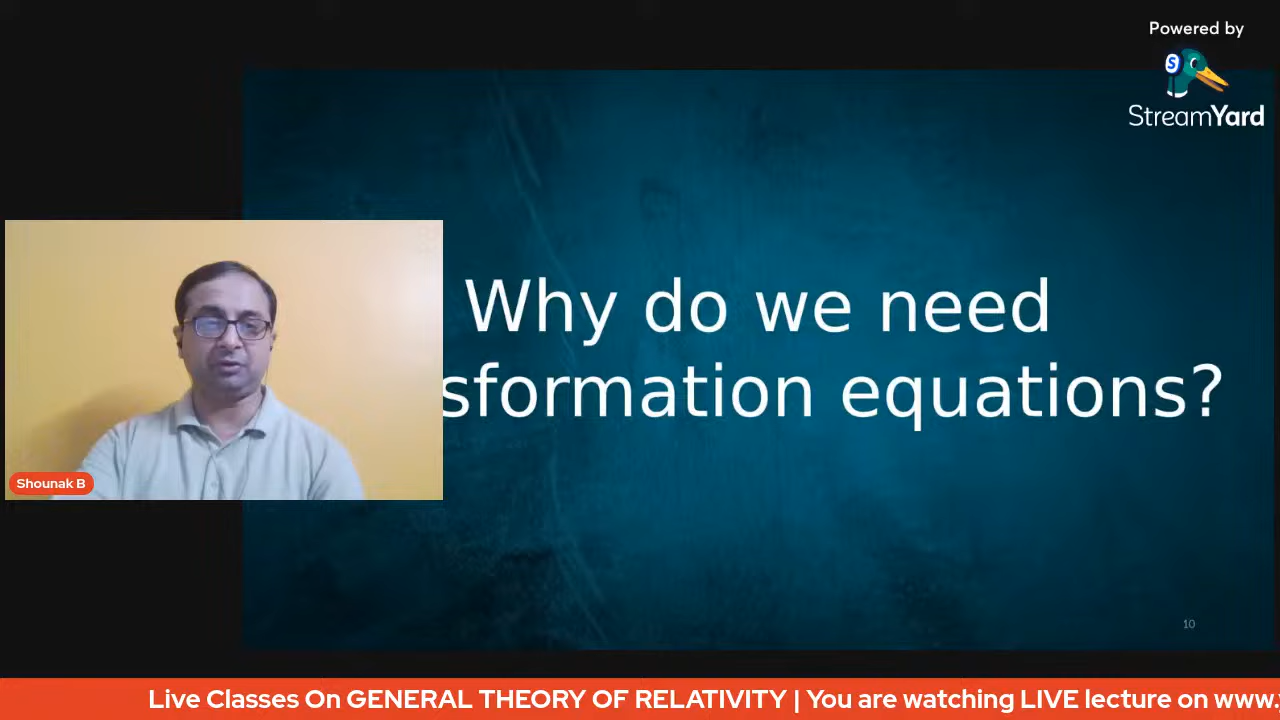 Powered by
StreamYard
Why do we need
sformation equations?
Shounak B
10
Live Classes On GENERAL THEORY OF RELATIVITY | You are watching LIVE lecture on www.